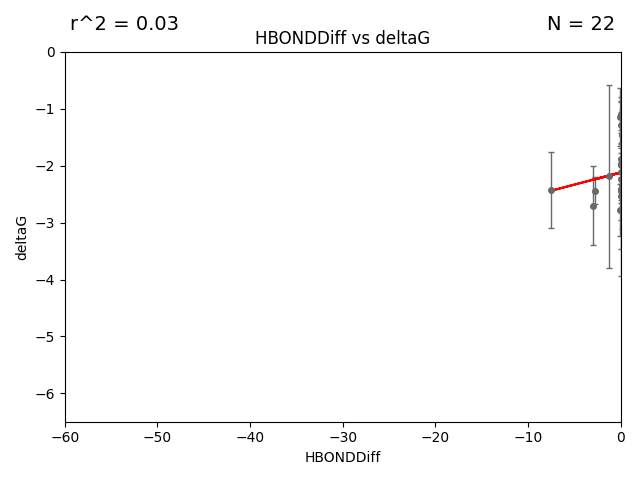 r^2 = 0.03
N = 22
HBONDDiff vs deltaG
0
−1
−2
−3
−4
−5
−6
deltaG
−60 −50 −40 −30 −20 −10 0
HBONDDiff